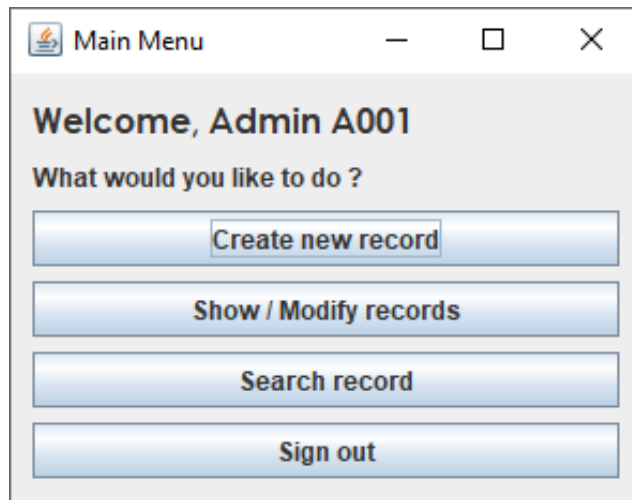 Main Menu
Welcome, Admin A001
What would you like to do ?
Create new record
Show / Modify records
Search record
Sign out